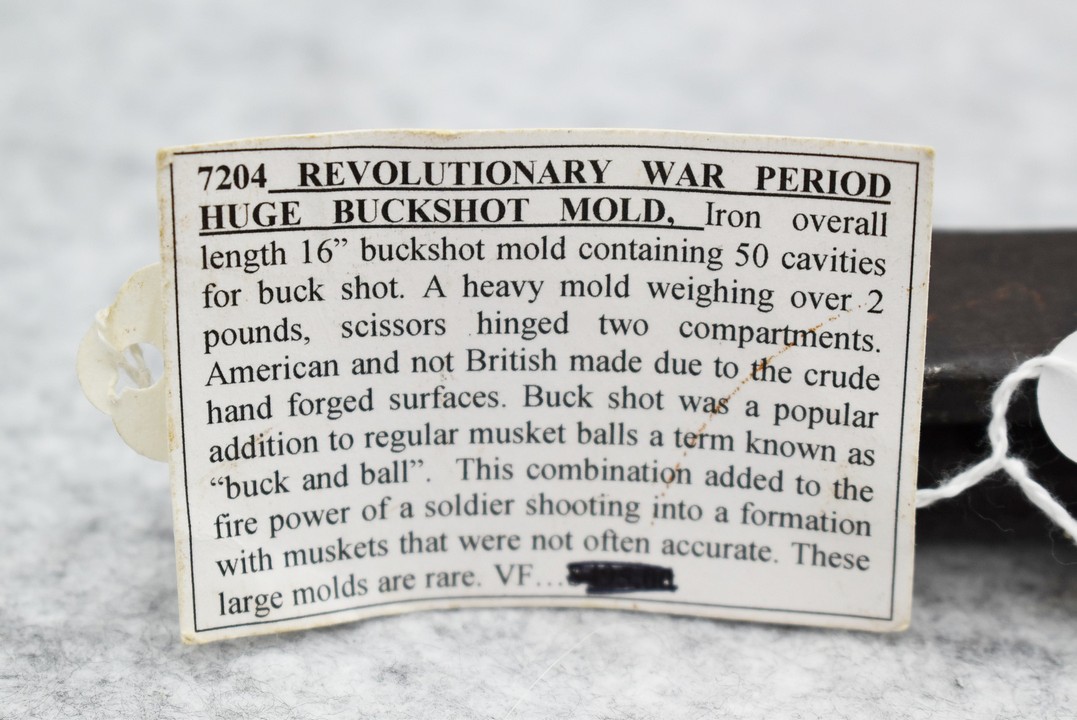 7204 REVOLUTIONARY WAR PERIOD
HUGE BUCKSHOT MOLD, Iron overall
length 16” buckshot mold containing 50 cavities
for buck shot. A heavy mold weighing over 2
pounds, scissors hinged two compartments.
American and not British made due to the crude
hand forged surfaces. Buck shot was a popular
addition to regular musket balls a term known as
“buck and ball”. This combination added to the
fire power of a soldier shooting into a formation
with muskets that were not often accurate. These
large molds are rare. VF...